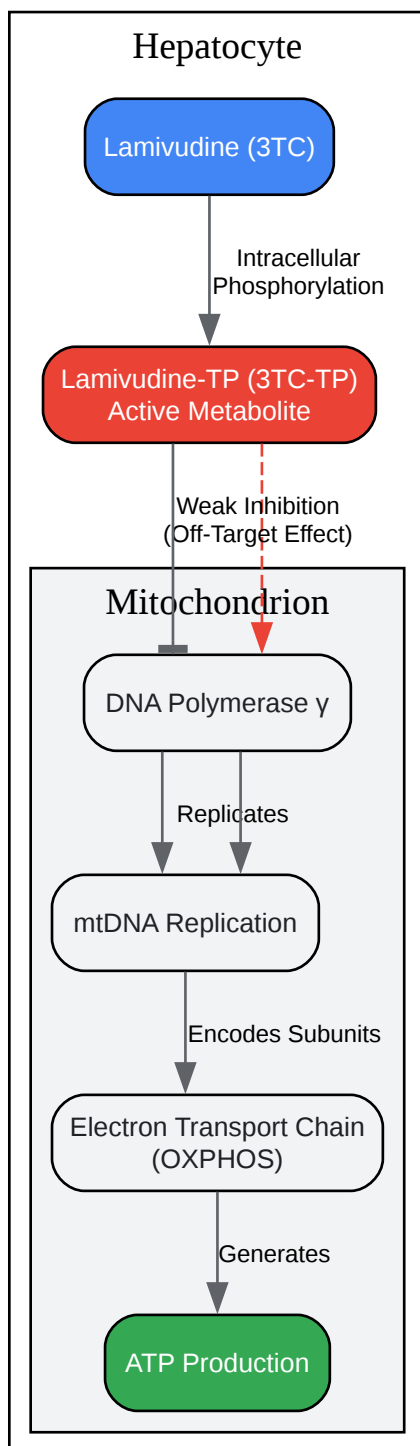 Hepatocyte
Lamivudine (3TC)
Intracellular
Phosphorylation
Lamivudine-TP (3TC-TP)
Active Metabolite
Weak Inhibition
(Off-Target Effect)
Mitochondrion
DNA Polymerase γ
Replicates
mtDNA Replication
Encodes Subunits
Electron Transport Chain
(OXPHOS)
Generates
ATP Production